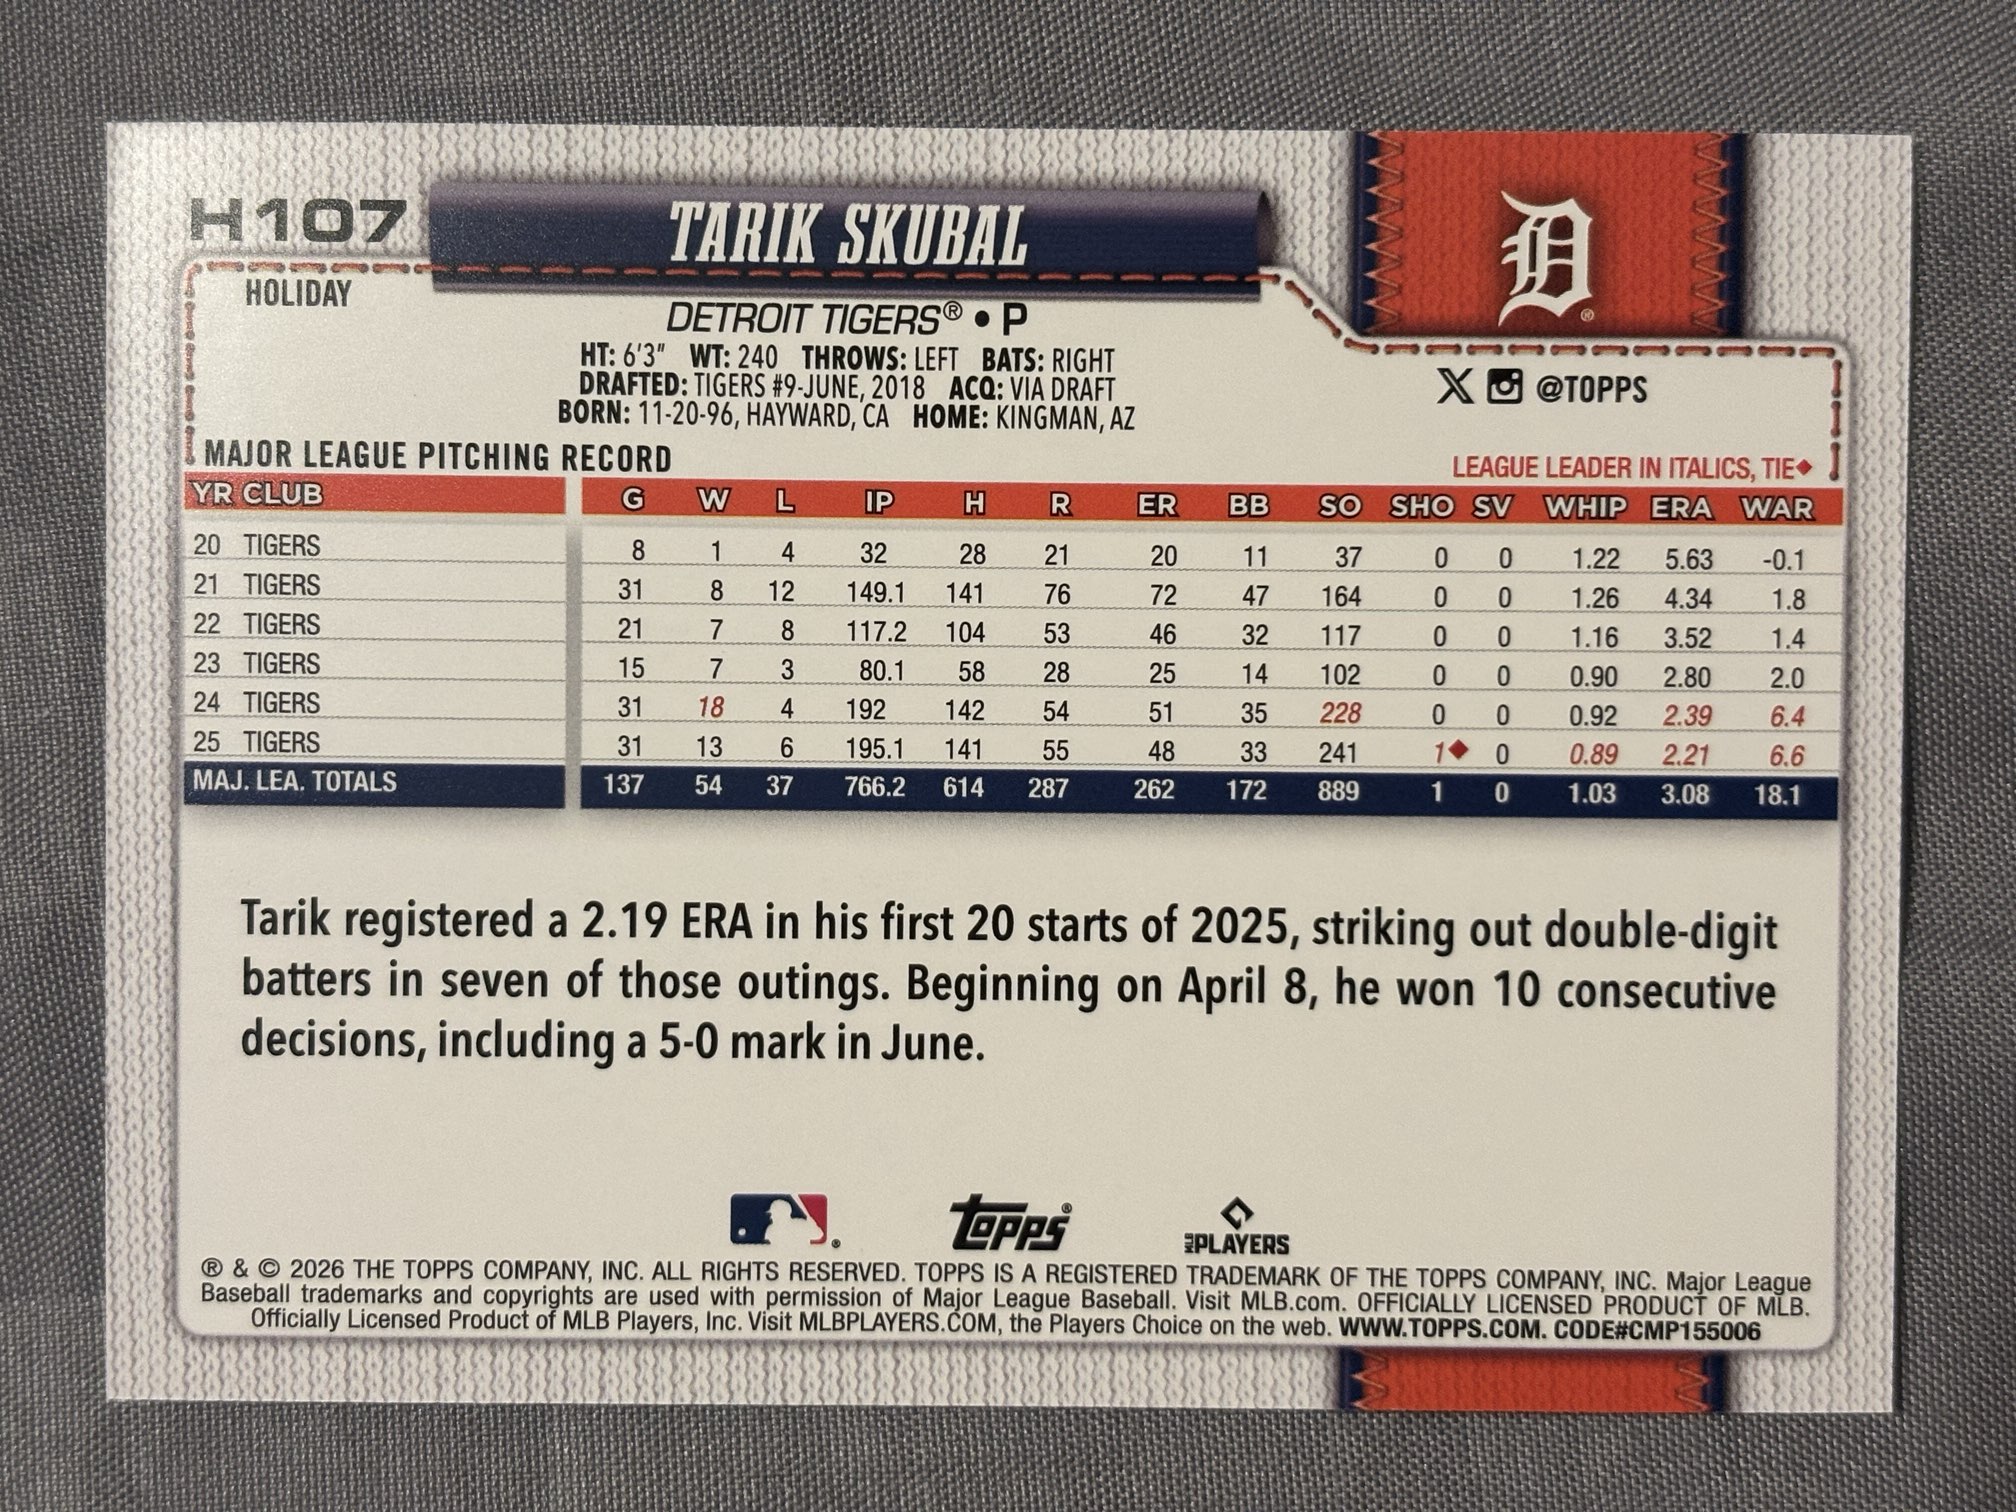 H107
TARIK SKUBAL
D®
HOLIDAY
DETROIT TIGERS® • P
HT: 6'3" WT: 240 THROWS: LEFT BATS: RIGHT
DRAFTED: TIGERS #9-JUNE, 2018 ACQ: VIA DRAFT
BORN: 11-20-96, HAYWARD, CA HOME: KINGMAN, AZ
X @TOPPS
MAJOR LEAGUE PITCHING RECORD
LEAGUE LEADER IN ITALICS, TIE◆
YR CLUB G W L IP H R ER BB SO SHO SV WHIP ERA WAR
20 TIGERS 8 1 4 32 28 21 20 11 37 0 0 1.22 5.63 -0.1
21 TIGERS 31 8 12 149.1 141 76 72 47 164 0 0 1.26 4.34 1.8
22 TIGERS 21 7 8 117.2 104 53 46 32 117 0 0 1.16 3.52 1.4
23 TIGERS 15 7 3 80.1 58 28 25 14 102 0 0 0.90 2.80 2.0
24 TIGERS 31 18 4 192 142 54 51 35 228 0 0 0.92 2.39 6.4
25 TIGERS 31 13 6 195.1 141 55 48 33 241 1◆ 0 0.89 2.21 6.6
MAJ. LEA. TOTALS 137 54 37 766.2 614 287 262 172 889 1 0 1.03 3.08 18.1
Tarik registered a 2.19 ERA in his first 20 starts of 2025, striking out double-digit
batters in seven of those outings. Beginning on April 8, he won 10 consecutive
decisions, including a 5-0 mark in June.
topps® MLB PLAYERS
® & © 2026 THE TOPPS COMPANY, INC. ALL RIGHTS RESERVED. TOPPS IS A REGISTERED TRADEMARK OF THE TOPPS COMPANY, INC. Major League
Baseball trademarks and copyrights are used with permission of Major League Baseball. Visit MLB.com. OFFICIALLY LICENSED PRODUCT OF MLB.
Officially Licensed Product of MLB Players, Inc. Visit MLBPLAYERS.COM, the Players Choice on the web. WWW.TOPPS.COM. CODE#CMP155006